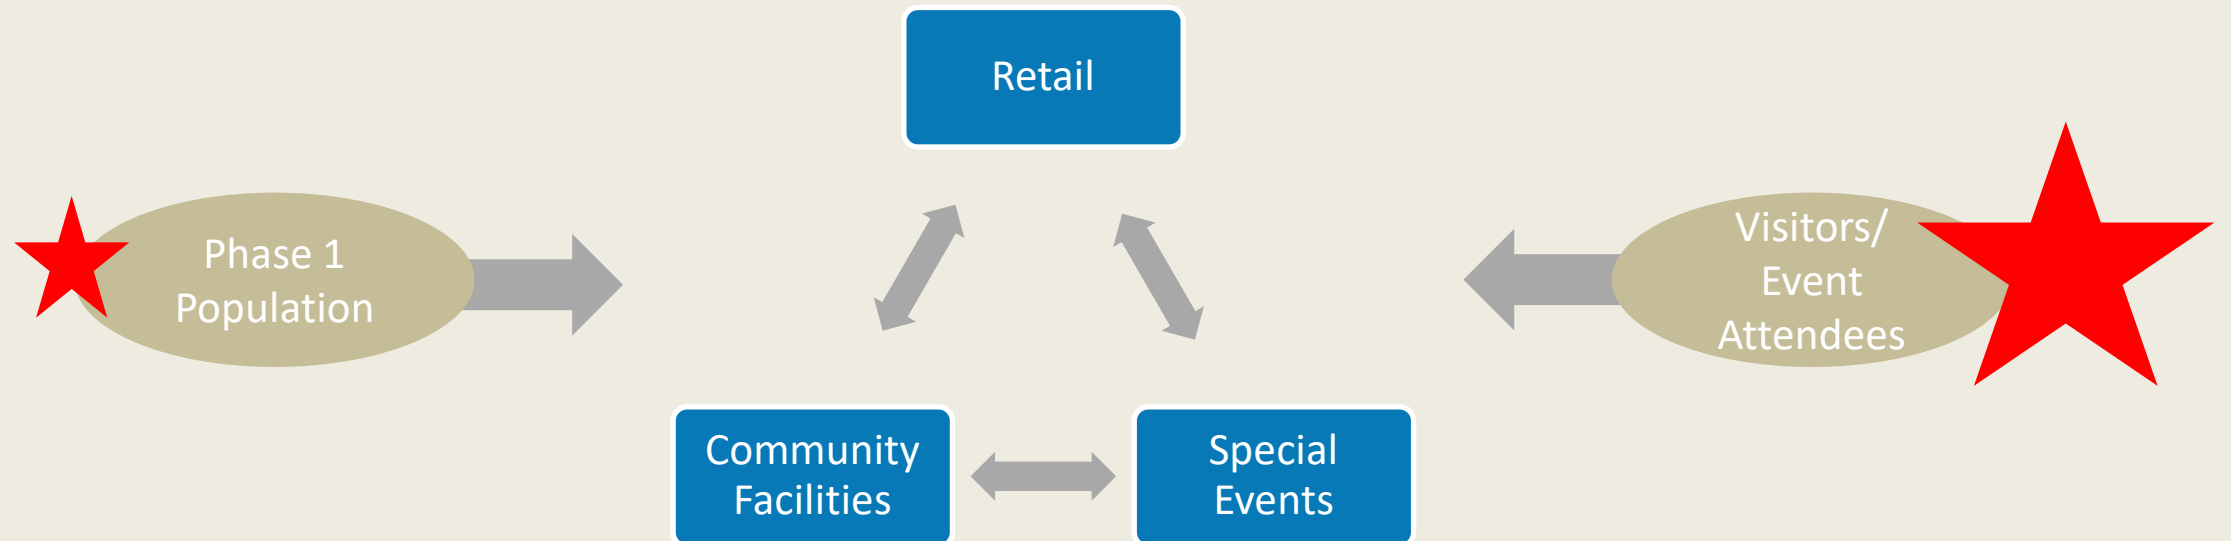 Retail
Phase 1
Population
Visitors/
Event
Attendees
Community
Facilities
Special
Events